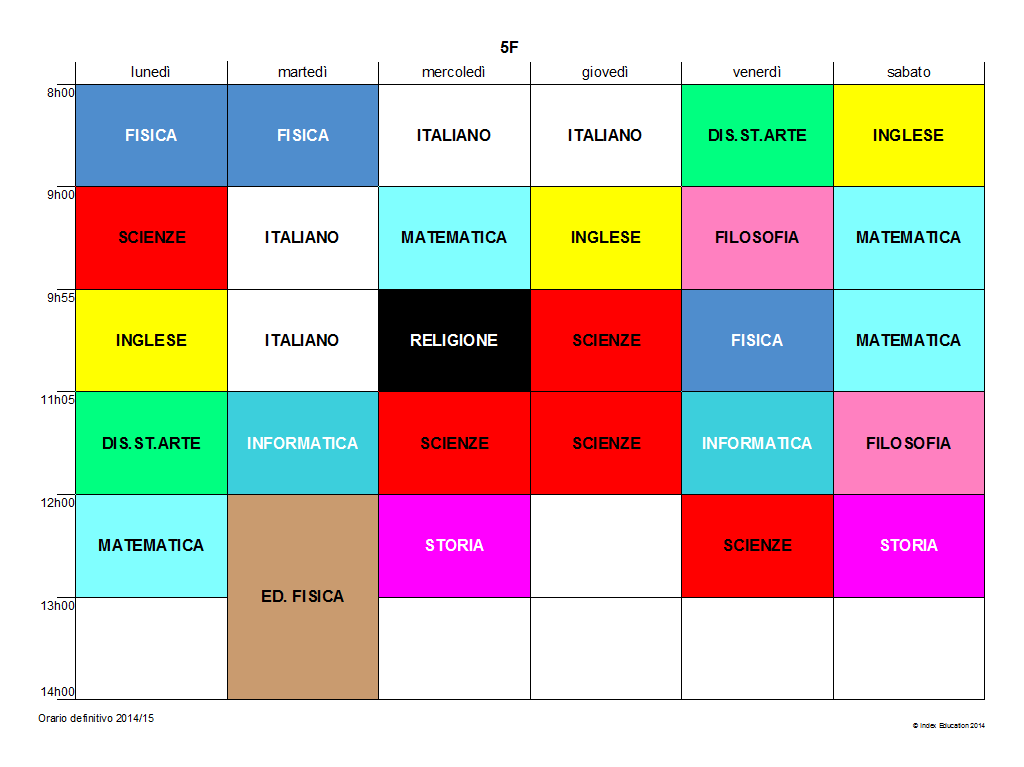 5F
lunedì martedì mercoledì giovedì venerdì sabato
8h00
FISICA FISICA ITALIANO ITALIANO DIS.ST.ARTE INGLESE
9h00
SCIENZE ITALIANO MATEMATICA INGLESE FILOSOFIA MATEMATICA
9h55
INGLESE ITALIANO RELIGIONE SCIENZE FISICA MATEMATICA
11h05
DIS.ST.ARTE INFORMATICA SCIENZE SCIENZE INFORMATICA FILOSOFIA
12h00
MATEMATICA STORIA SCIENZE STORIA
ED. FISICA
13h00
14h00
Orario definitivo 2014/15
© Index Education 2014